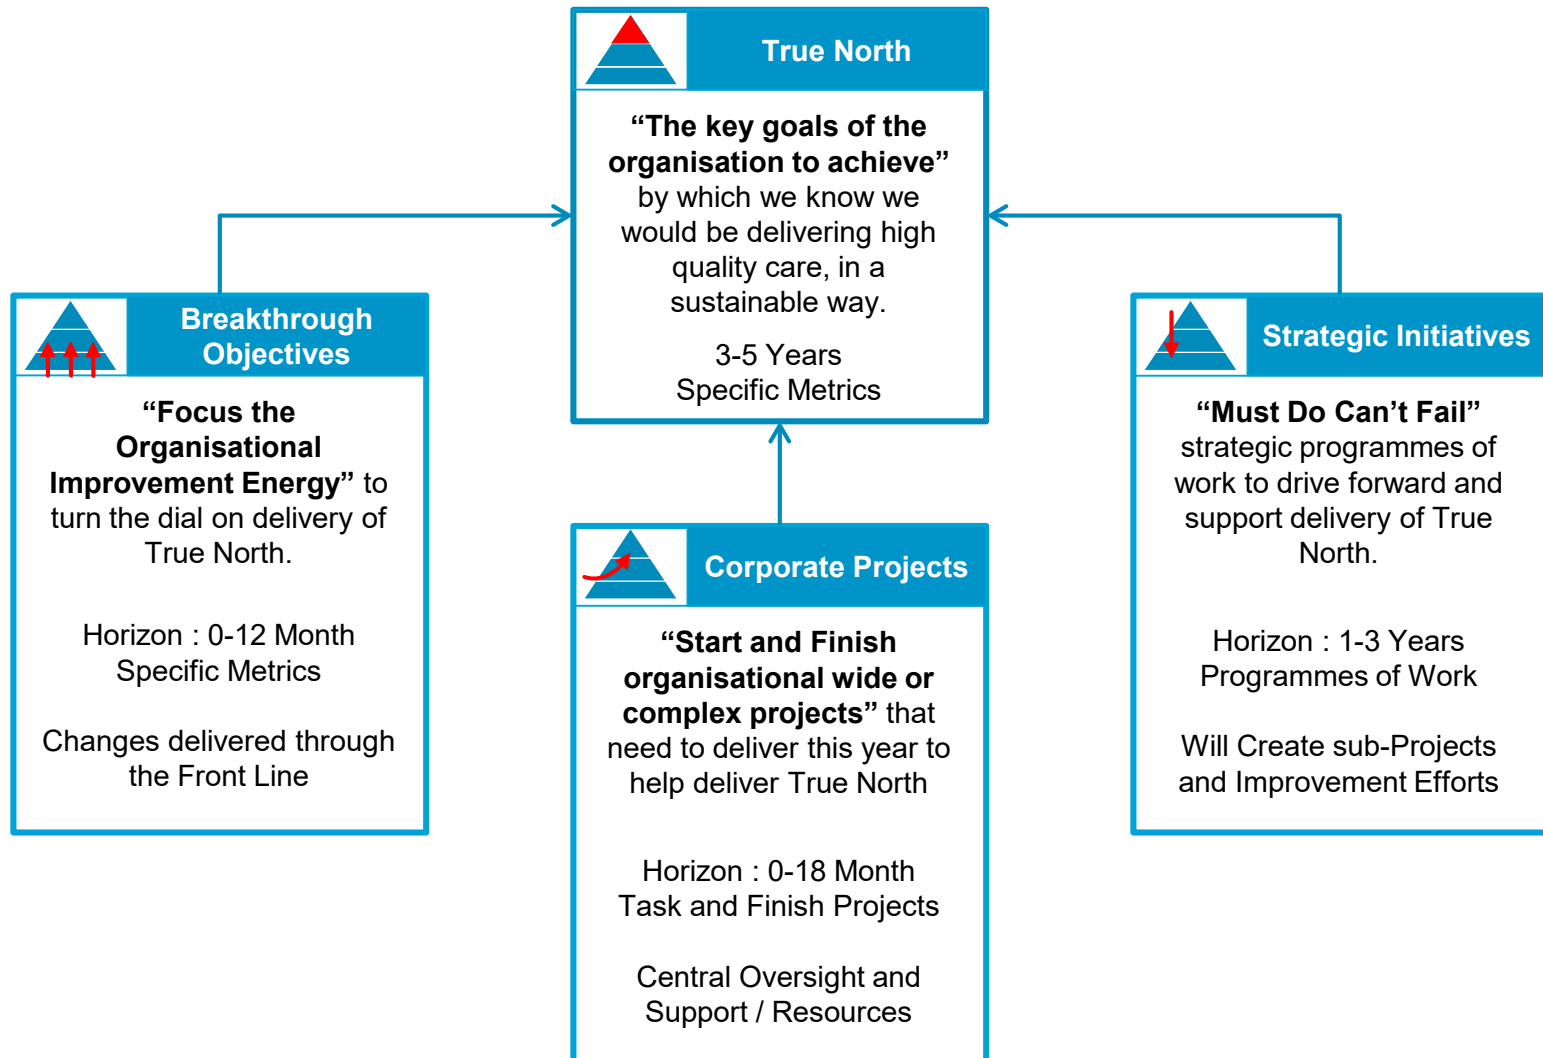 True North
“The key goals of the
organisation to achieve”
by which we know we
would be delivering high
quality care, in a
sustainable way.
3-5 Years
Specific Metrics
Breakthrough
Objectives
“Focus the
Organisational
Improvement Energy” to
turn the dial on delivery of
True North.
Horizon : 0-12 Month
Specific Metrics
Changes delivered through
the Front Line
Corporate Projects
“Start and Finish
organisational wide or
complex projects” that
need to deliver this year to
help deliver True North
Horizon : 0-18 Month
Task and Finish Projects
Central Oversight and
Support / Resources
Strategic Initiatives
“Must Do Can’t Fail”
strategic programmes of
work to drive forward and
support delivery of True
North.
Horizon : 1-3 Years
Programmes of Work
Will Create sub-Projects
and Improvement Efforts